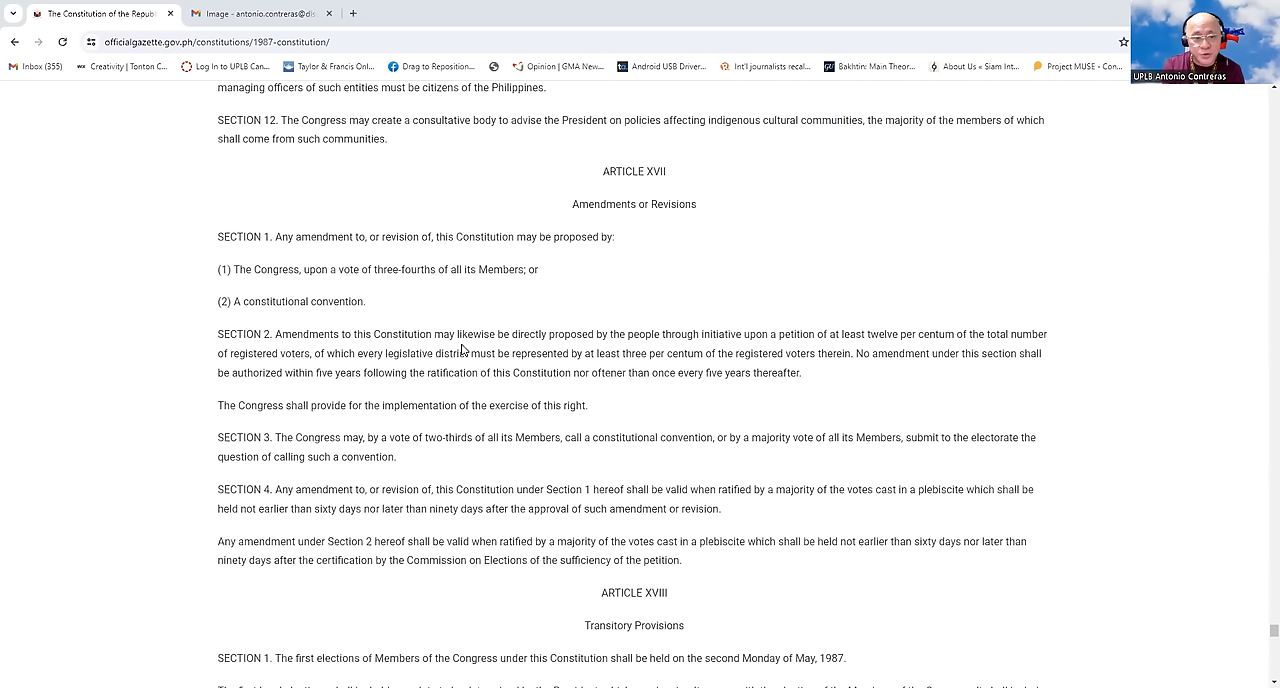 The Constitution of the Republ
Image - antonio.contreras@dls
officialgazette.gov.ph/constitutions/1987-constitution/
Inbox (355)
Creativity | Tonton C...
Log In to UPLB Can...
Taylor & Francis Onl...
Drag to Reposition...
Opinion | GMA New...
Android USB Driver...
Int'l journalists recal...
Bakhtin: Main Theor...
About Us « Siam Int...
Project MUSE - Con...
UPLB Antonio Contreras
managing officers of such entities must be citizens of the Philippines.
SECTION 12. The Congress may create a consultative body to advise the President on policies affecting indigenous cultural communities, the majority of the members of which
shall come from such communities.
ARTICLE XVII
Amendments or Revisions
SECTION 1. Any amendment to, or revision of, this Constitution may be proposed by:
(1) The Congress, upon a vote of three-fourths of all its Members; or
(2) A constitutional convention.
SECTION 2. Amendments to this Constitution may likewise be directly proposed by the people through initiative upon a petition of at least twelve per centum of the total number
of registered voters, of which every legislative district must be represented by at least three per centum of the registered voters therein. No amendment under this section shall
be authorized within five years following the ratification of this Constitution nor oftener than once every five years thereafter.
The Congress shall provide for the implementation of the exercise of this right.
SECTION 3. The Congress may, by a vote of two-thirds of all its Members, call a constitutional convention, or by a majority vote of all its Members, submit to the electorate the
question of calling such a convention.
SECTION 4. Any amendment to, or revision of, this Constitution under Section 1 hereof shall be valid when ratified by a majority of the votes cast in a plebiscite which shall be
held not earlier than sixty days nor later than ninety days after the approval of such amendment or revision.
Any amendment under Section 2 hereof shall be valid when ratified by a majority of the votes cast in a plebiscite which shall be held not earlier than sixty days nor later than
ninety days after the certification by the Commission on Elections of the sufficiency of the petition.
ARTICLE XVIII
Transitory Provisions
SECTION 1. The first elections of Members of the Congress under this Constitution shall be held on the second Monday of May, 1987.